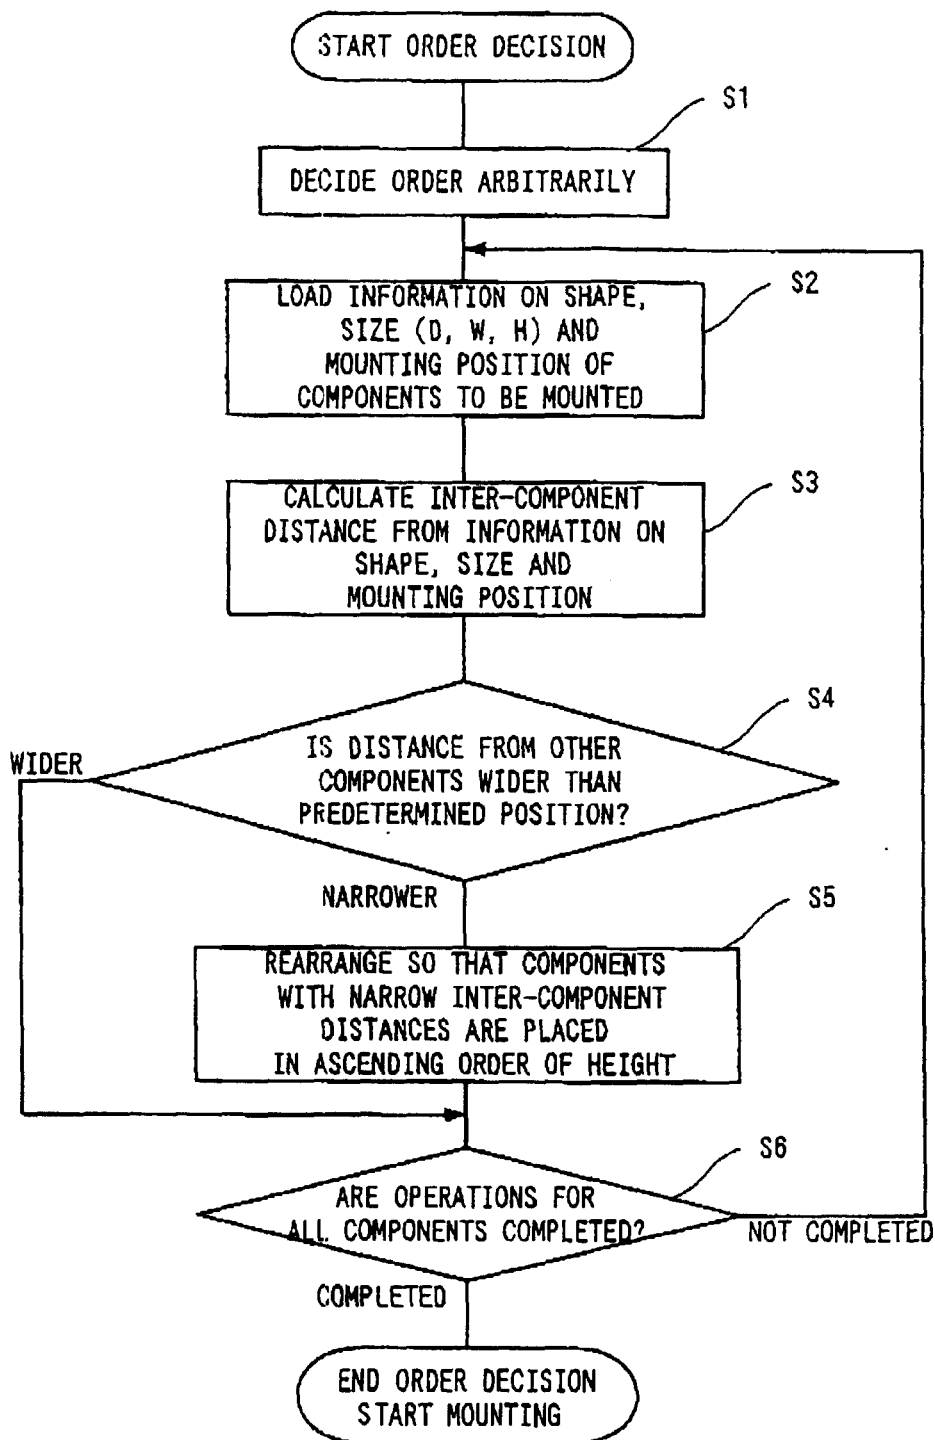 START ORDER DECISION
S1
DECIDE ORDER ARBITRARILY
S2
LOAD INFORMATION ON SHAPE,
SIZE (D, W, H) AND
MOUNTING POSITION OF
COMPONENTS TO BE MOUNTED
S3
CALCULATE INTER-COMPONENT
DISTANCE FROM INFORMATION ON
SHAPE, SIZE AND
MOUNTING POSITION
S4
IS DISTANCE FROM OTHER
COMPONENTS WIDER THAN
PREDETERMINED POSITION?
WIDER
NARROWER
S5
REARRANGE SO THAT COMPONENTS
WITH NARROW INTER-COMPONENT
DISTANCES ARE PLACED
IN ASCENDING ORDER OF HEIGHT
S6
ARE OPERATIONS FOR
ALL COMPONENTS COMPLETED?
NOT COMPLETED
COMPLETED
END ORDER DECISION
START MOUNTING